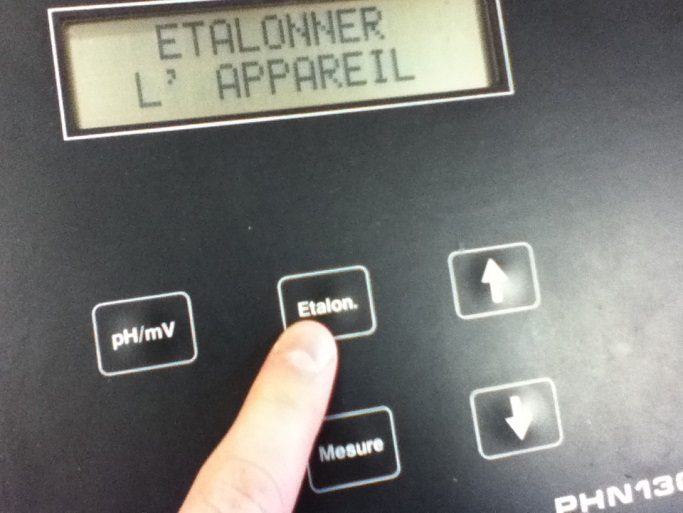 ETALONNER
L' APPAREIL
Etalon.
pH/mV
Mesure